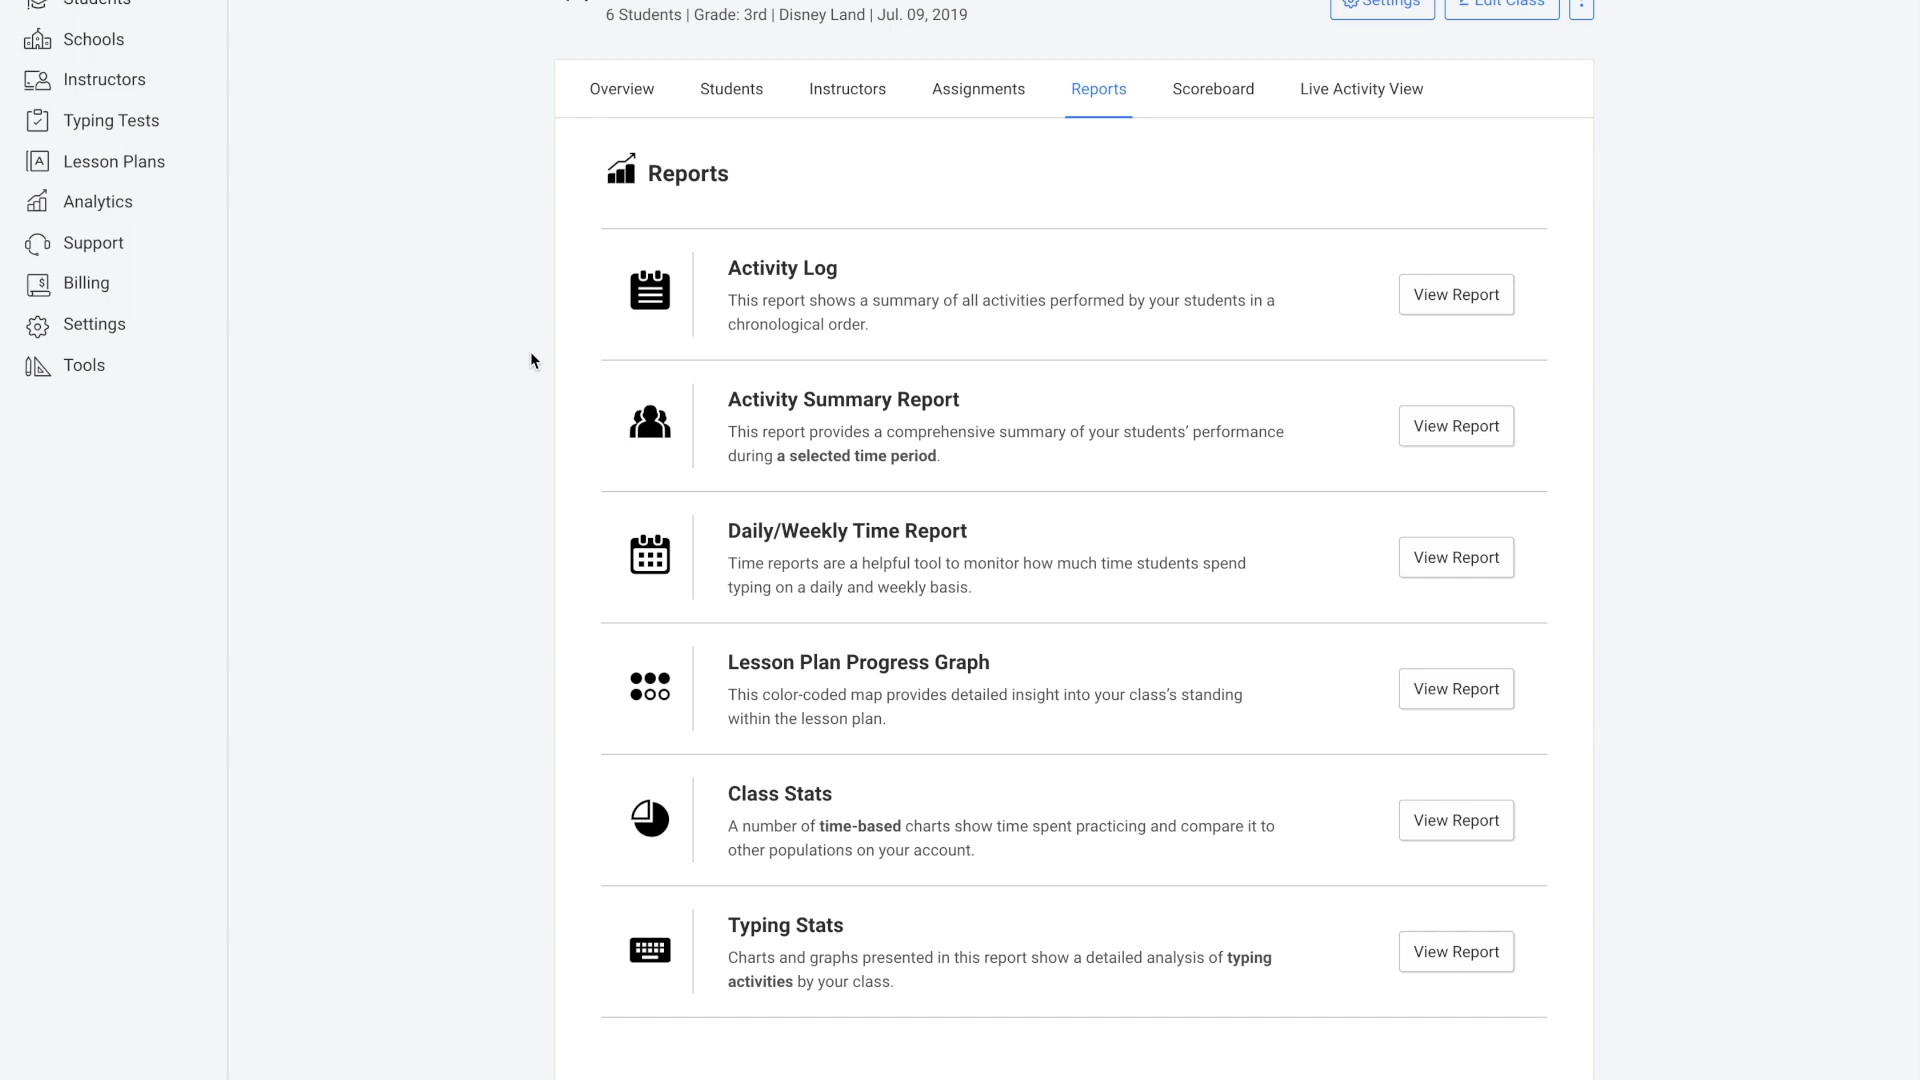 Students
Schools
Instructors
Typing Tests
Lesson Plans
Analytics
Support
Billing
Settings
Tools
6 Students | Grade: 3rd | Disney Land | Jul. 09, 2019
Settings
Edit Class
Overview
Students
Instructors
Assignments
Reports
Scoreboard
Live Activity View
Reports
Activity Log
This report shows a summary of all activities performed by your students in a
chronological order.
View Report
Activity Summary Report
This report provides a comprehensive summary of your students’ performance
during a selected time period.
View Report
Daily/Weekly Time Report
Time reports are a helpful tool to monitor how much time students spend
typing on a daily and weekly basis.
View Report
Lesson Plan Progress Graph
This color-coded map provides detailed insight into your class’s standing
within the lesson plan.
View Report
Class Stats
A number of time-based charts show time spent practicing and compare it to
other populations on your account.
View Report
Typing Stats
Charts and graphs presented in this report show a detailed analysis of typing
activities by your class.
View Report